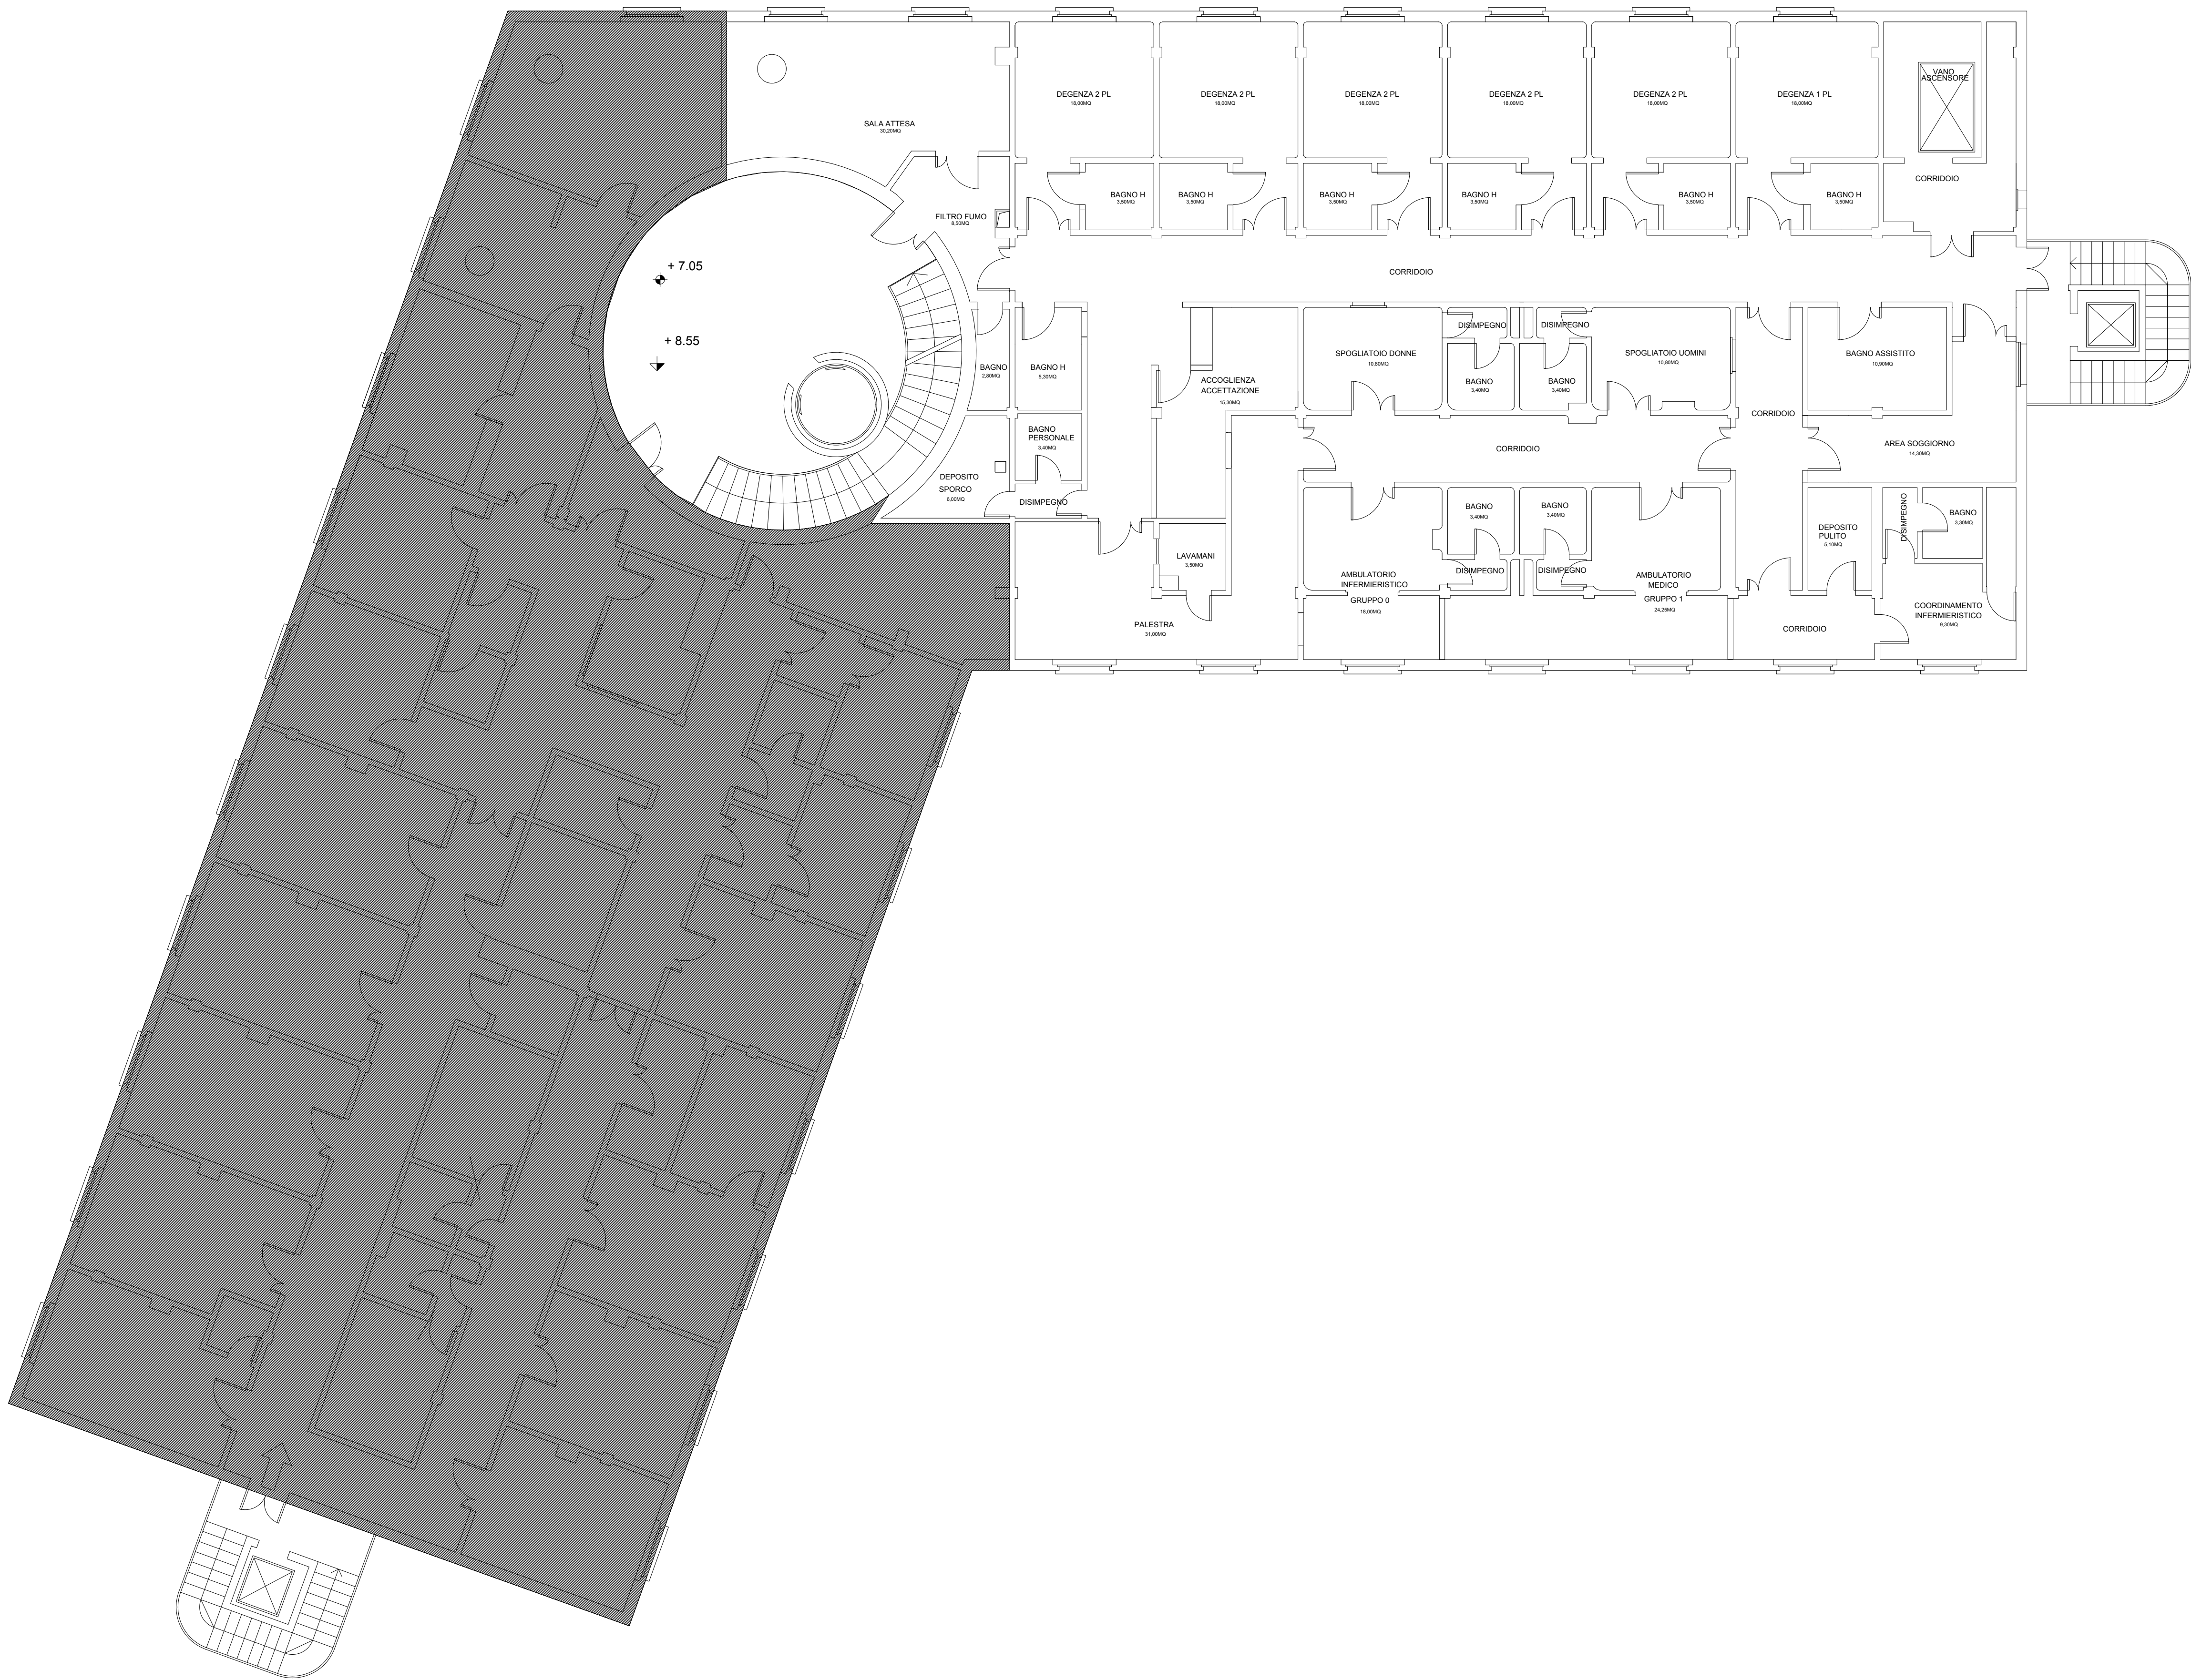 DEGENZA 2 PL
18,00MQ
DEGENZA 2 PL
18,00MQ
DEGENZA 2 PL
18,00MQ
DEGENZA 2 PL
18,00MQ
DEGENZA 2 PL
18,00MQ
DEGENZA 1 PL
18,00MQ
VANO
ASCENSORE
SALA ATTESA
30,20MQ
CORRIDOIO
BAGNO H
3,50MQ
BAGNO H
3,50MQ
BAGNO H
3,50MQ
BAGNO H
3,50MQ
BAGNO H
3,50MQ
BAGNO H
3,50MQ
FILTRO FUMO
8,50MQ
+ 7.05
CORRIDOIO
+ 8.55
DISIMPEGNO
DISIMPEGNO
BAGNO
2,80MQ
BAGNO H
5,30MQ
ACCOGLIENZA
ACCETTAZIONE
15,30MQ
SPOGLIATOIO DONNE
10,80MQ
BAGNO
3,40MQ
BAGNO
3,40MQ
SPOGLIATOIO UOMINI
10,80MQ
BAGNO ASSISTITO
10,90MQ
CORRIDOIO
BAGNO
PERSONALE
3,40MQ
CORRIDOIO
AREA SOGGIORNO
14,30MQ
DEPOSITO
SPORCO
6,00MQ
DISIMPEGNO
BAGNO
3,40MQ
BAGNO
3,40MQ
DEPOSITO
PULITO
5,10MQ
DISIMPEGNO
BAGNO
3,30MQ
LAVAMANI
3,50MQ
DISIMPEGNO
DISIMPEGNO
AMBULATORIO
INFERMIERISTICO
GRUPPO 0
18,00MQ
AMBULATORIO
MEDICO
GRUPPO 1
24,25MQ
COORDINAMENTO
INFERMIERISTICO
9,30MQ
PALESTRA
31,00MQ
CORRIDOIO